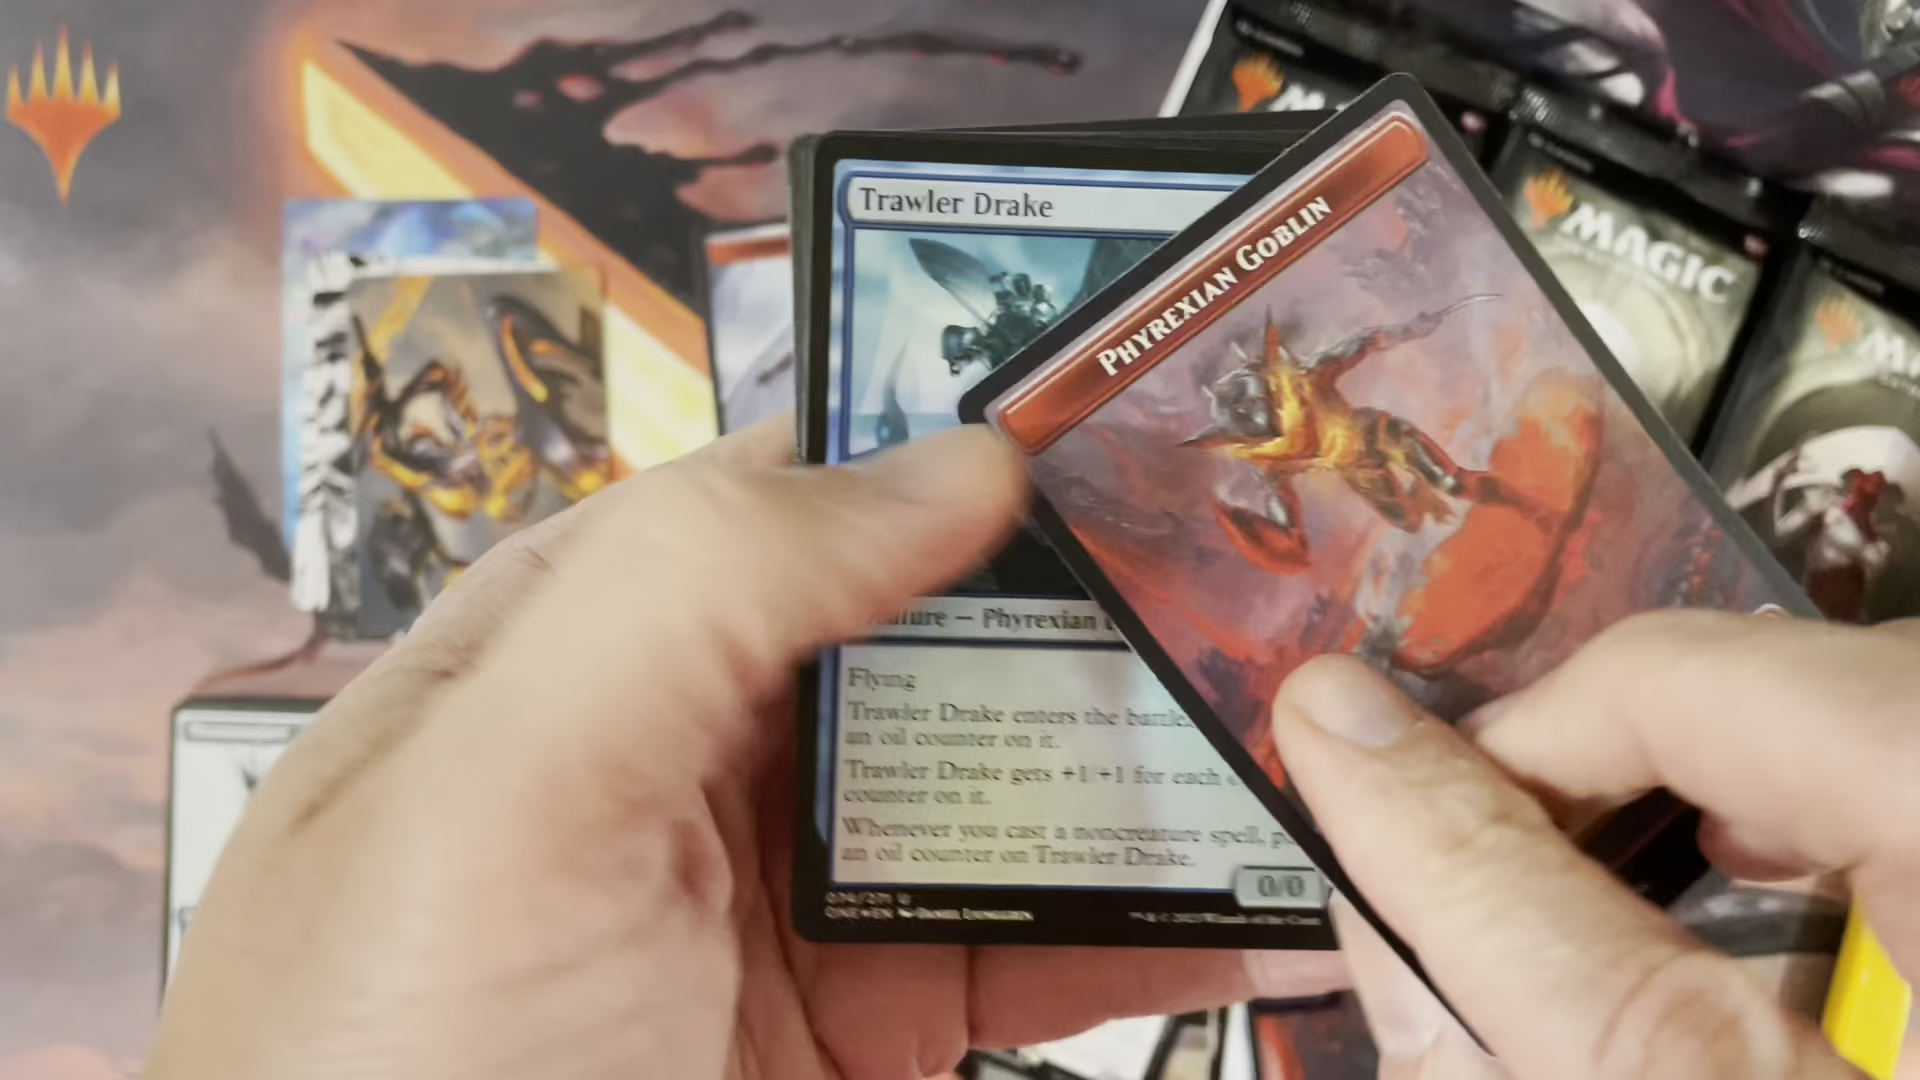 Trawler Drake
PHYREXIAN GOBLIN
MAGIC
Creature — Phyrexian
Flying
Trawler Drake enters the battle
an oil counter on it.
Trawler Drake gets +1/+1 for each
counter on it.
Whenever you cast a noncreature spell, p
an oil counter on Trawler Drake.
0/0